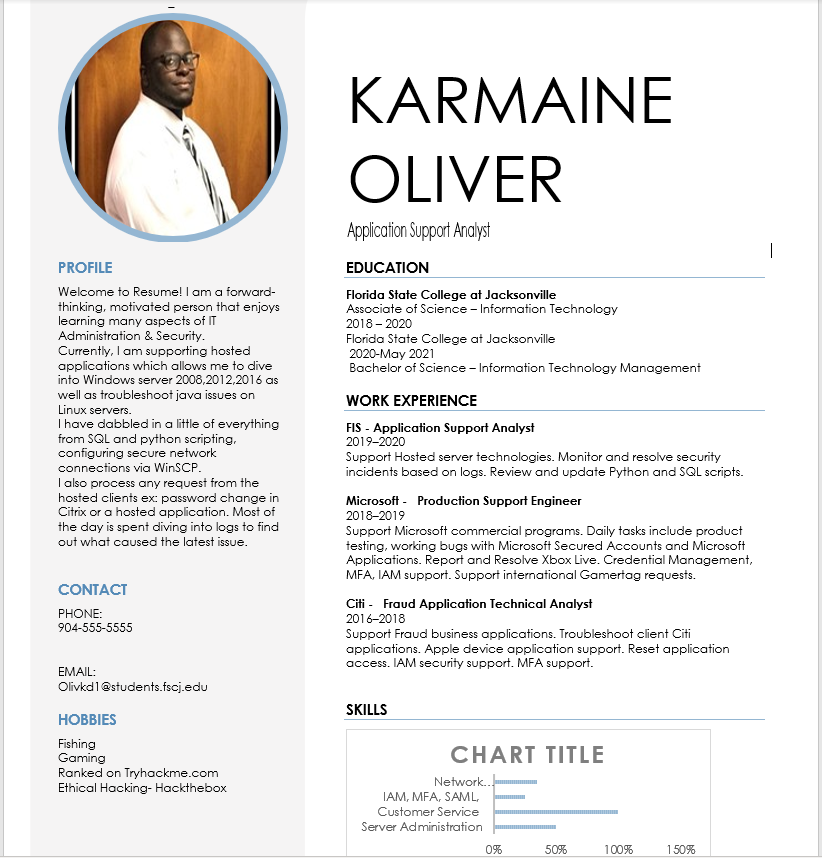 KARMAINE
OLIVER
Application Support Analyst
PROFILE
Welcome to Resume! I am a forward-
thinking, motivated person that enjoys
learning many aspects of IT
Administration & Security.
Currently, I am supporting hosted
applications which allows me to dive
into Windows server 2008,2012,2016 as
well as troubleshoot java issues on
Linux servers.
I have dabbled in a little of everything
from SQL and python scripting,
configuring secure network
connections via WinSCP.
I also process any request from the
hosted clients ex: password change in
Citrix or a hosted application. Most of
the day is spent diving into logs to find
out what caused the latest issue.
CONTACT
PHONE:
904-555-5555
EMAIL:
Olivkd1@students.fscj.edu
HOBBIES
Fishing
Gaming
Ranked on Tryhackme.com
Ethical Hacking- Hackthebox
EDUCATION
Florida State College at Jacksonville
Associate of Science – Information Technology
2018 – 2020
Florida State College at Jacksonville
2020-May 2021
Bachelor of Science – Information Technology Management
WORK EXPERIENCE
FIS - Application Support Analyst
2019–2020
Support Hosted server technologies. Monitor and resolve security
incidents based on logs. Review and update Python and SQL scripts.
Microsoft - Production Support Engineer
2018–2019
Support Microsoft commercial programs. Daily tasks include product
testing, working bugs with Microsoft Secured Accounts and Microsoft
Applications. Report and Resolve Xbox Live. Credential Management,
MFA, IAM support. Support international Gamertag requests.
Citi - Fraud Application Technical Analyst
2016–2018
Support Fraud business applications. Troubleshoot client Citi
applications. Apple device application support. Reset application
access. IAM security support. MFA support.
SKILLS
CHART TITLE
Network...
IAM, MFA, SAML,
Customer Service
Server Administration
0% 50% 100% 150%